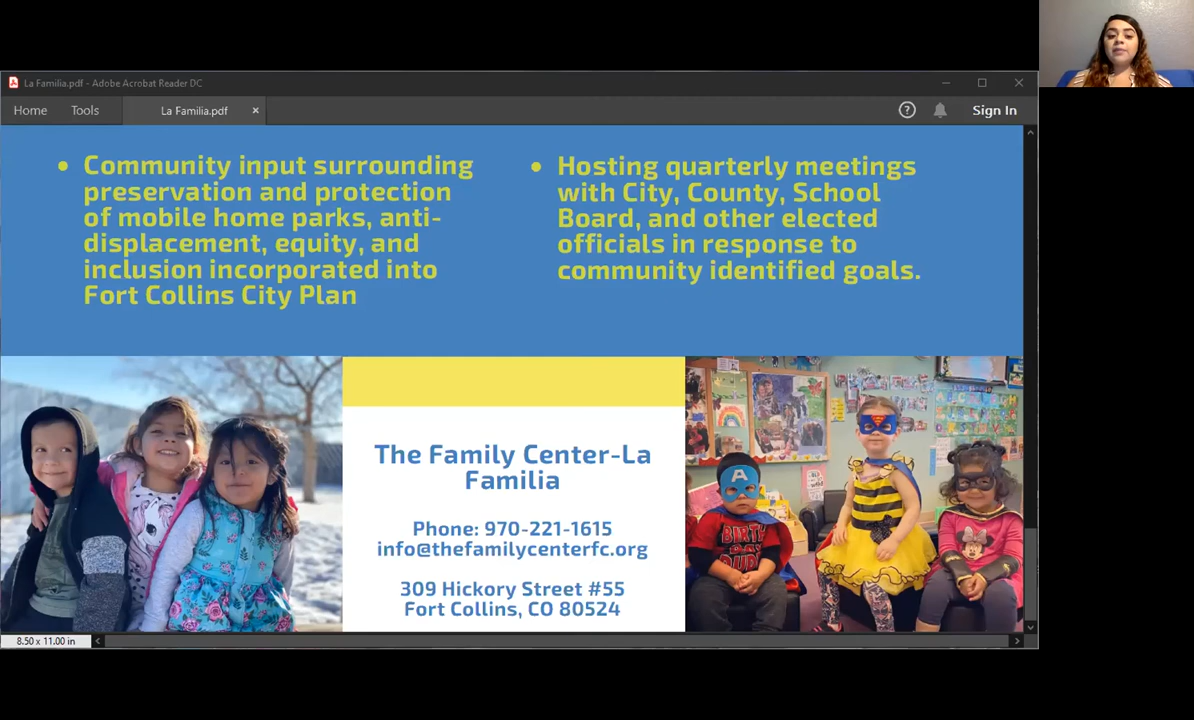 La Familia.pdf - Adobe Acrobat Reader DC
Home Tools La Familia.pdf × ? Sign In
• Community input surrounding
preservation and protection
of mobile home parks, anti-
displacement, equity, and
inclusion incorporated into
Fort Collins City Plan
• Hosting quarterly meetings
with City, County, School
Board, and other elected
officials in response to
community identified goals.
The Family Center-La
Familia
Phone: 970-221-1615
info@thefamilycenterfc.org
309 Hickory Street #55
Fort Collins, CO 80524
A
BIRTH
DAY
DUDE
8.50 x 11.00 in